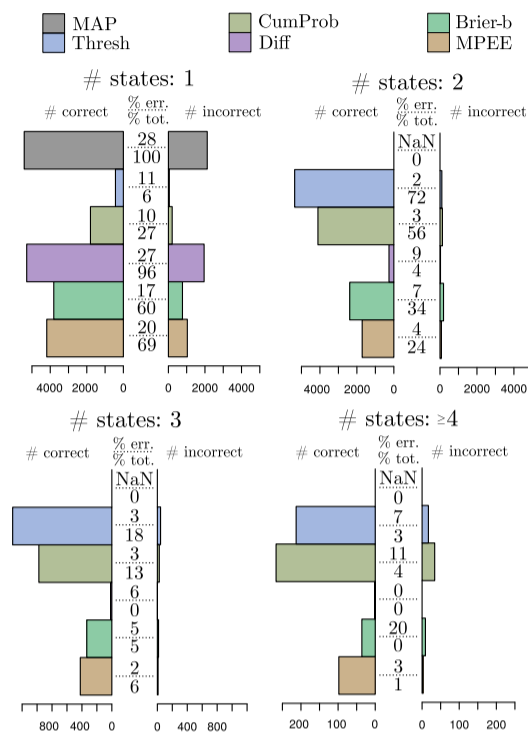 MAP CumProb Brier-b
Thresh Diff MPEE
# states: 1
# correct % err. % tot. # incorrect
28
100
11
6
10
27
27
96
17
60
20
69
4000 2000 0 0 2000 4000
# states: 2
# correct % err. % tot. # incorrect
NaN
0
2
72
3
56
9
4
7
34
4
24
4000 2000 0 0 2000 4000
# states: 3
# correct % err. % tot. # incorrect
NaN
0
3
18
3
13
6
0
5
5
2
6
800 400 0 0 400 800
# states: ≥4
# correct % err. % tot. # incorrect
NaN
0
7
3
11
4
0
0
20
0
3
1
200 100 0 0 100 200